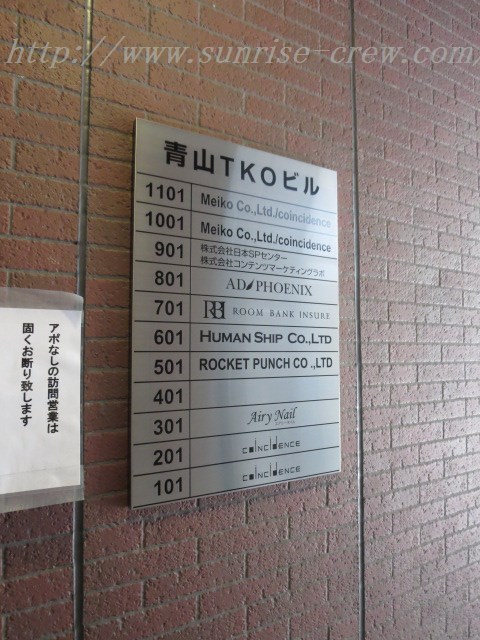 http://www.sunrise-crew.com/
青山TKOビル
1101 Meiko Co.,Ltd./coincidence
1001 Meiko Co.,Ltd./coincidence
901 株式会社日本SPセンター
株式会社コンテンツマーケティングラボ
801 AD PHOENIX
701 RB ROOM BANK INSURE
601 HUMAN SHIP CO.,LTD
501 ROCKET PUNCH CO .,LTD
401
301 Airy Nail
201 coincidence
101 coincidence
アポなしの訪問営業は
固くお断り致します